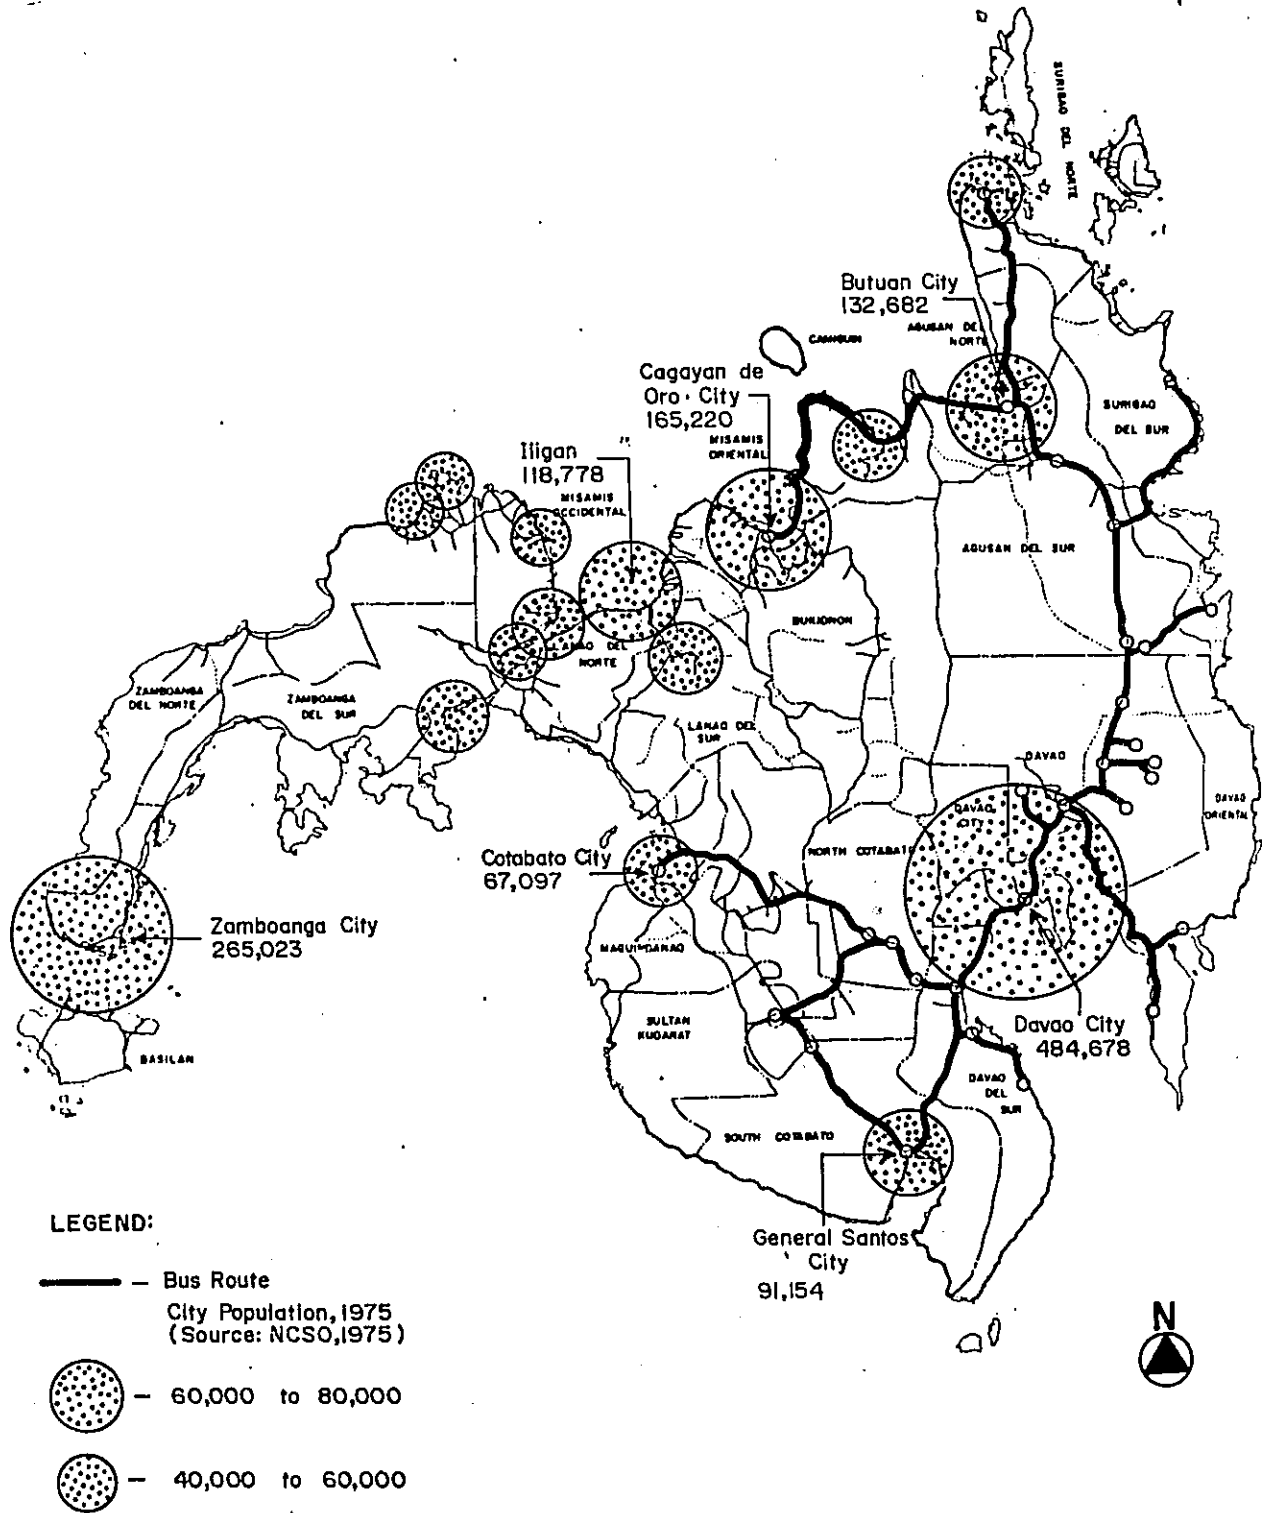 SURIGAO DEL NORTE
Butuan City
132,682
AGUSAN DEL
NORTE
CAMIGUIN
Cagayan de
Oro City
165,220
SURIGAO
DEL SUR
MISAMIS
ORIENTAL
Iligan
118,778
MISAMIS
OCCIDENTAL
AGUSAN DEL SUR
BUKIDNON
LANAO DEL
NORTE
ZAMBOANGA
DEL NORTE
ZAMBOANGA
DEL SUR
LANAO DEL
SUR
DAVAO
DAVAO
CITY
DAVAO
ORIENTAL
NORTH COTABATO
Cotabato City
67,097
Zamboanga City
265,023
MAGUINDANAO
SULTAN
KUDARAT
Davao City
484,678
BASILAN
DAVAO
DEL
SUR
SOUTH COTABATO
General Santos
City
91,154
LEGEND:
— Bus Route
City Population, 1975
(Source: NCSO, 1975)
— 60,000 to 80,000
— 40,000 to 60,000
N